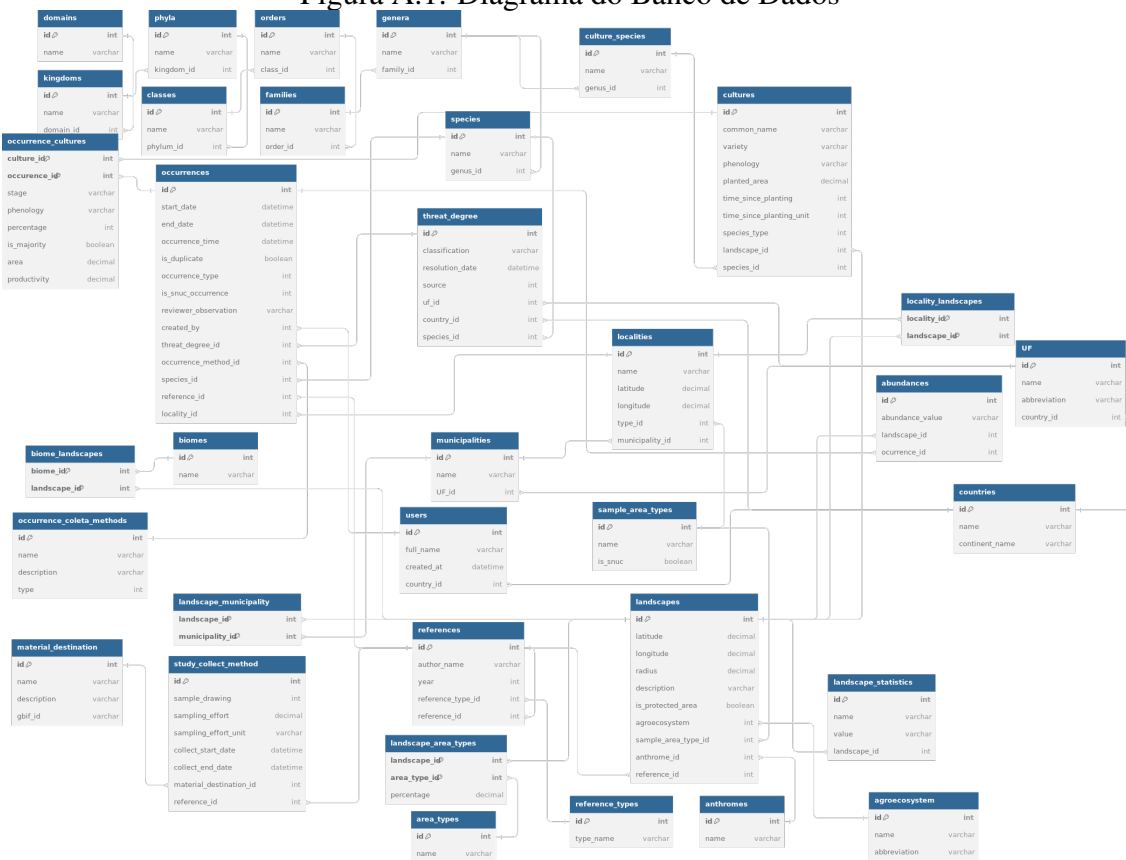 Figura A.1: Diagrama do Banco de Dados
domains
id int
name varchar
kingdoms
id int
name varchar
domain_id int
phyla
id int
name varchar
kingdom_id int
classes
id int
name varchar
phylum_id int
orders
id int
name varchar
class_id int
families
id int
name varchar
order_id int
genera
id int
name varchar
family_id int
culture_species
id int
name varchar
genus_id int
cultures
id int
common_name varchar
variety varchar
phenology varchar
planted_area decimal
time_since_planting int
time_since_planting_unit int
species_type int
landscape_id int
species_id int
species
id int
name varchar
genus_id int
occurrence_cultures
culture_id int
occurence_id int
stage varchar
phenology varchar
percentage int
is_majority boolean
area decimal
productivity decimal
occurrences
id int
start_date datetime
end_date datetime
occurrence_time datetime
is_duplicate boolean
occurrence_type int
is_snuc_occurrence int
reviewer_observation varchar
created_by int
threat_degree_id int
occurrence_method_id int
species_id int
reference_id int
locality_id int
threat_degree
id int
classification varchar
resolution_date datetime
source int
uf_id int
country_id int
species_id int
localities
id int
name varchar
latitude decimal
longitude decimal
type_id int
municipality_id int
locality_landscapes
locality_id int
landscape_id int
UF
id int
name varchar
abbreviation varchar
country_id int
abundances
id int
abundance_value varchar
landscape_id int
ocurrence_id int
biomes
id int
name varchar
biome_landscapes
biome_id int
landscape_id int
municipalities
id int
name varchar
UF_id int
occurrence_coleta_methods
id int
name varchar
description varchar
type int
users
id int
full_name varchar
created_at datetime
country_id int
sample_area_types
id int
name varchar
is_snuc boolean
countries
id int
name varchar
continent_name varchar
landscape_municipality
landscape_id int
municipality_id int
landscapes
id int
latitude decimal
longitude decimal
radius decimal
description varchar
is_protected_area boolean
agroecosystem int
sample_area_type_id int
anthrome_id int
reference_id int
references
id int
author_name varchar
year int
reference_type_id int
reference_id int
material_destination
id int
name varchar
description varchar
gbif_id varchar
study_collect_method
id int
sample_drawing int
sampling_effort decimal
sampling_effort_unit varchar
collect_start_date datetime
collect_end_date datetime
material_destination_id int
reference_id int
landscape_statistics
id int
name varchar
value varchar
landscape_id int
landscape_area_types
landscape_id int
area_type_id int
percentage decimal
area_types
id int
name varchar
reference_types
id int
type_name varchar
anthromes
id int
name varchar
agroecosystem
id int
name varchar
abbreviation varchar